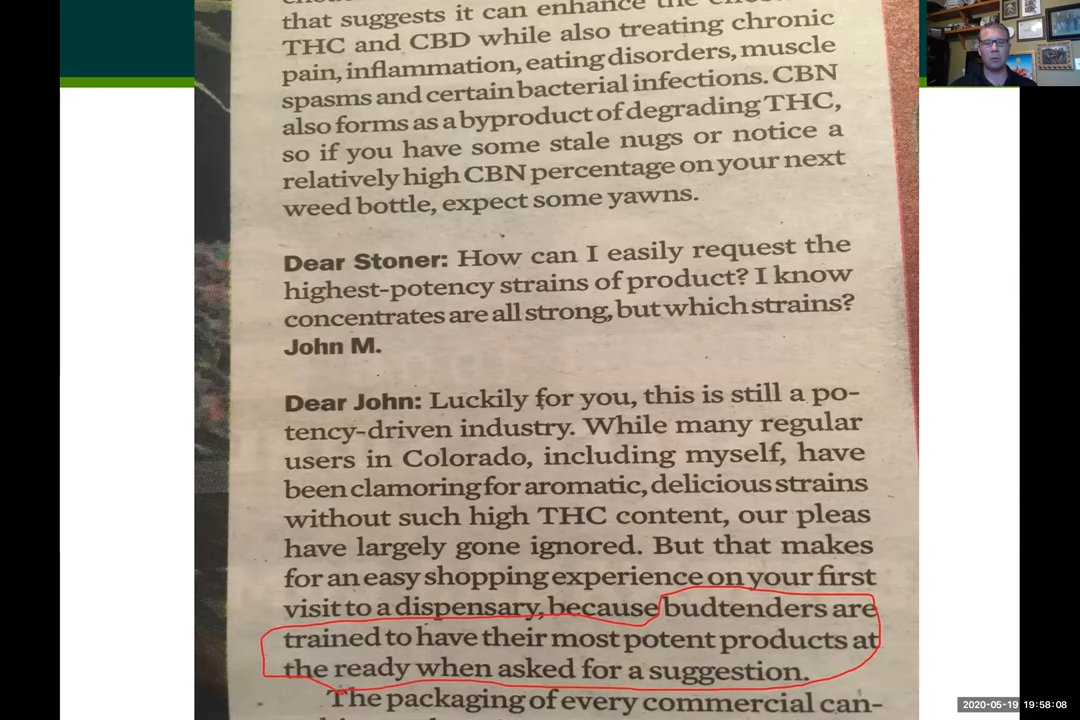 that suggests it can enhance the
THC and CBD while also treating chronic
pain, inflammation, eating disorders, muscle
spasms and certain bacterial infections. CBN
also forms as a byproduct of degrading THC,
so if you have some stale nugs or notice a
relatively high CBN percentage on your next
weed bottle, expect some yawns.
Dear Stoner: How can I easily request the
highest-potency strains of product? I know
concentrates are all strong, but which strains?
John M.
Dear John: Luckily for you, this is still a po-
tency-driven industry. While many regular
users in Colorado, including myself, have
been clamoring for aromatic, delicious strains
without such high THC content, our pleas
have largely gone ignored. But that makes
for an easy shopping experience on your first
visit to a dispensary, because budtenders are
trained to have their most potent products at
the ready when asked for a suggestion.
The packaging of every commercial can-
2020-05-19 19:58:08